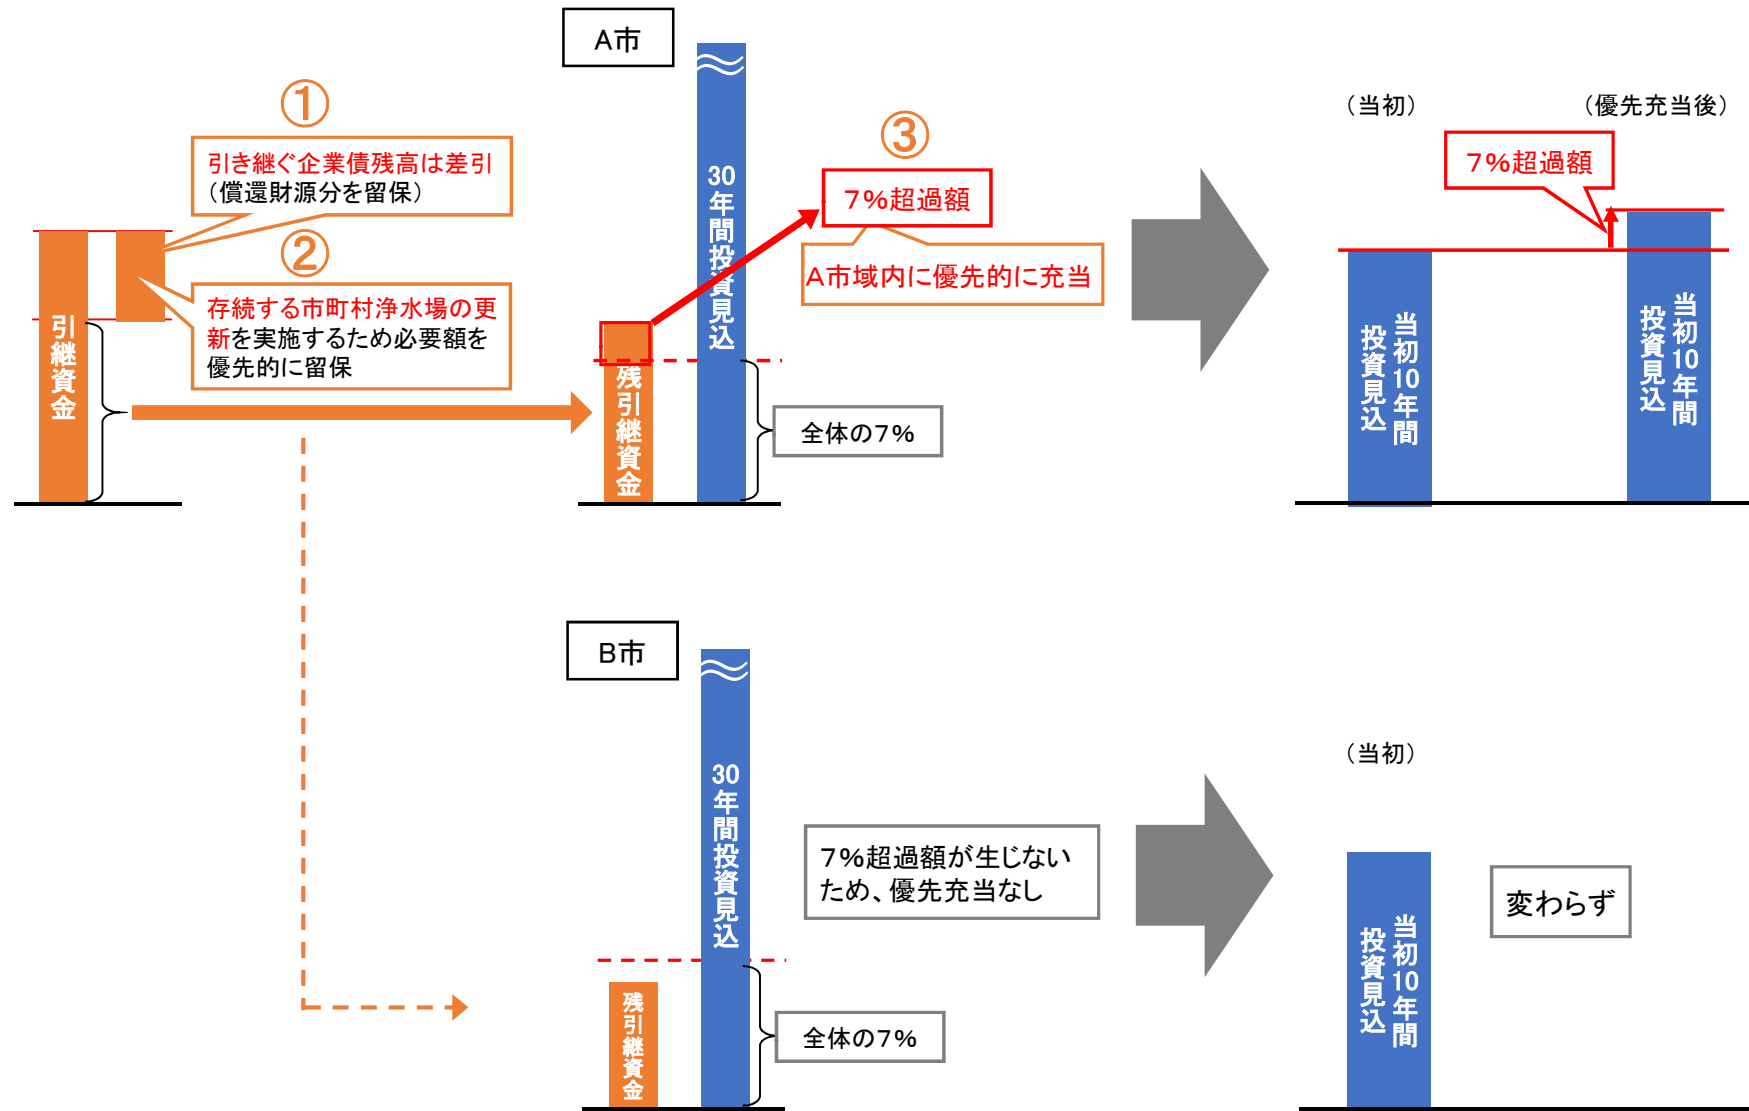 A市
①
引き継ぐ企業債残高は差引
（償還財源分を留保）
②
存続する市町村浄水場の更
新を実施するため必要額を
優先的に留保
引継資金
残引継資金
30年間投資見込
③
7%超過額
A市域内に優先的に充当
全体の7%
（当初）
（優先充当後）
7%超過額
当初10年間
投資見込
当初10年間
投資見込
B市
残引継資金
30年間投資見込
7%超過額が生じない
ため、優先充当なし
全体の7%
（当初）
当初10年間
投資見込
変わらず